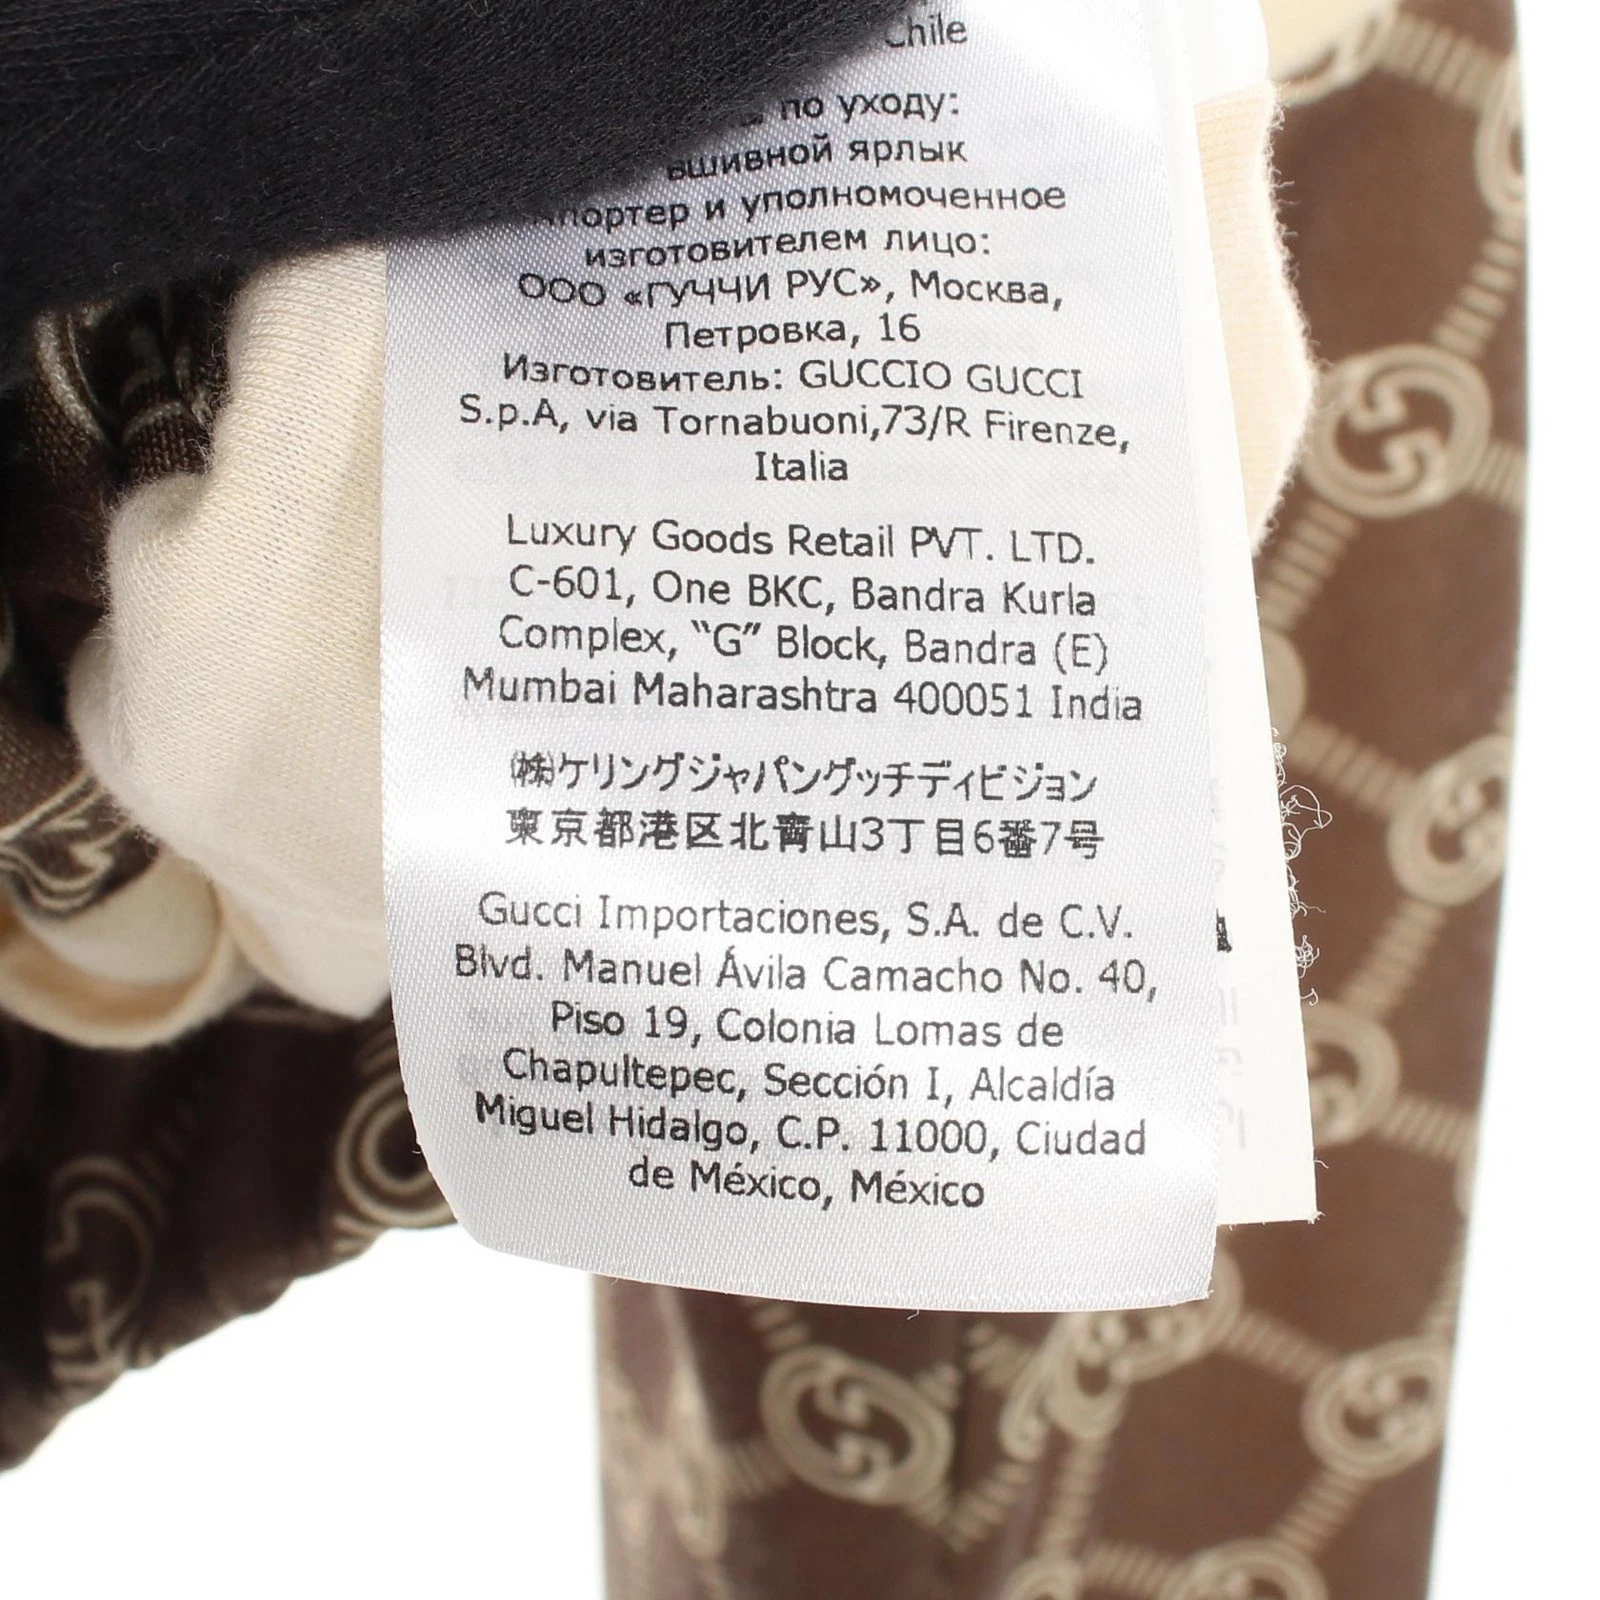 Chile
по уходу:
вшивной ярлык
и уполномоченное
изготовителем лицо:
ООО «ГУЧЧИ РУС», Москва,
Петровка, 16
Изготовитель: GUCCIO GUCCI
S.p.A, via Tornabuoni,73/R Firenze,
Italia
Luxury Goods Retail PVT. LTD.
C-601, One BKC, Bandra Kurla
Complex, “G” Block, Bandra (E)
Mumbai Maharashtra 400051 India
㈱ケリングジャパングッチディビジョン
東京都港区北青山3丁目6番7号
Gucci Importaciones, S.A. de C.V.
Blvd. Manuel Ávila Camacho No. 40,
Piso 19, Colonia Lomas de
Chapultepec, Sección I, Alcaldía
Miguel Hidalgo, C.P. 11000, Ciudad
de México, México